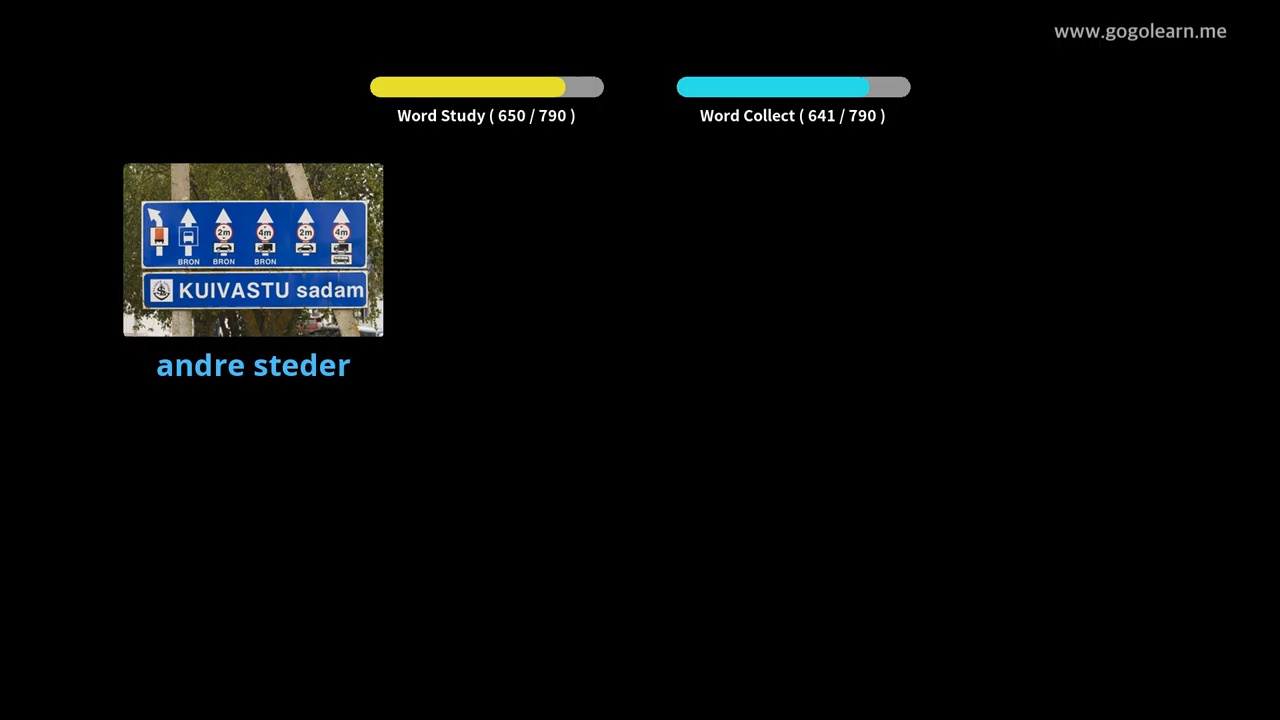 www.gogolearn.me
Word Study ( 650 / 790 )
Word Collect ( 641 / 790 )
2m 4m 2m 4m
BRON BRON BRON
KUIVASTU sadam
andre steder